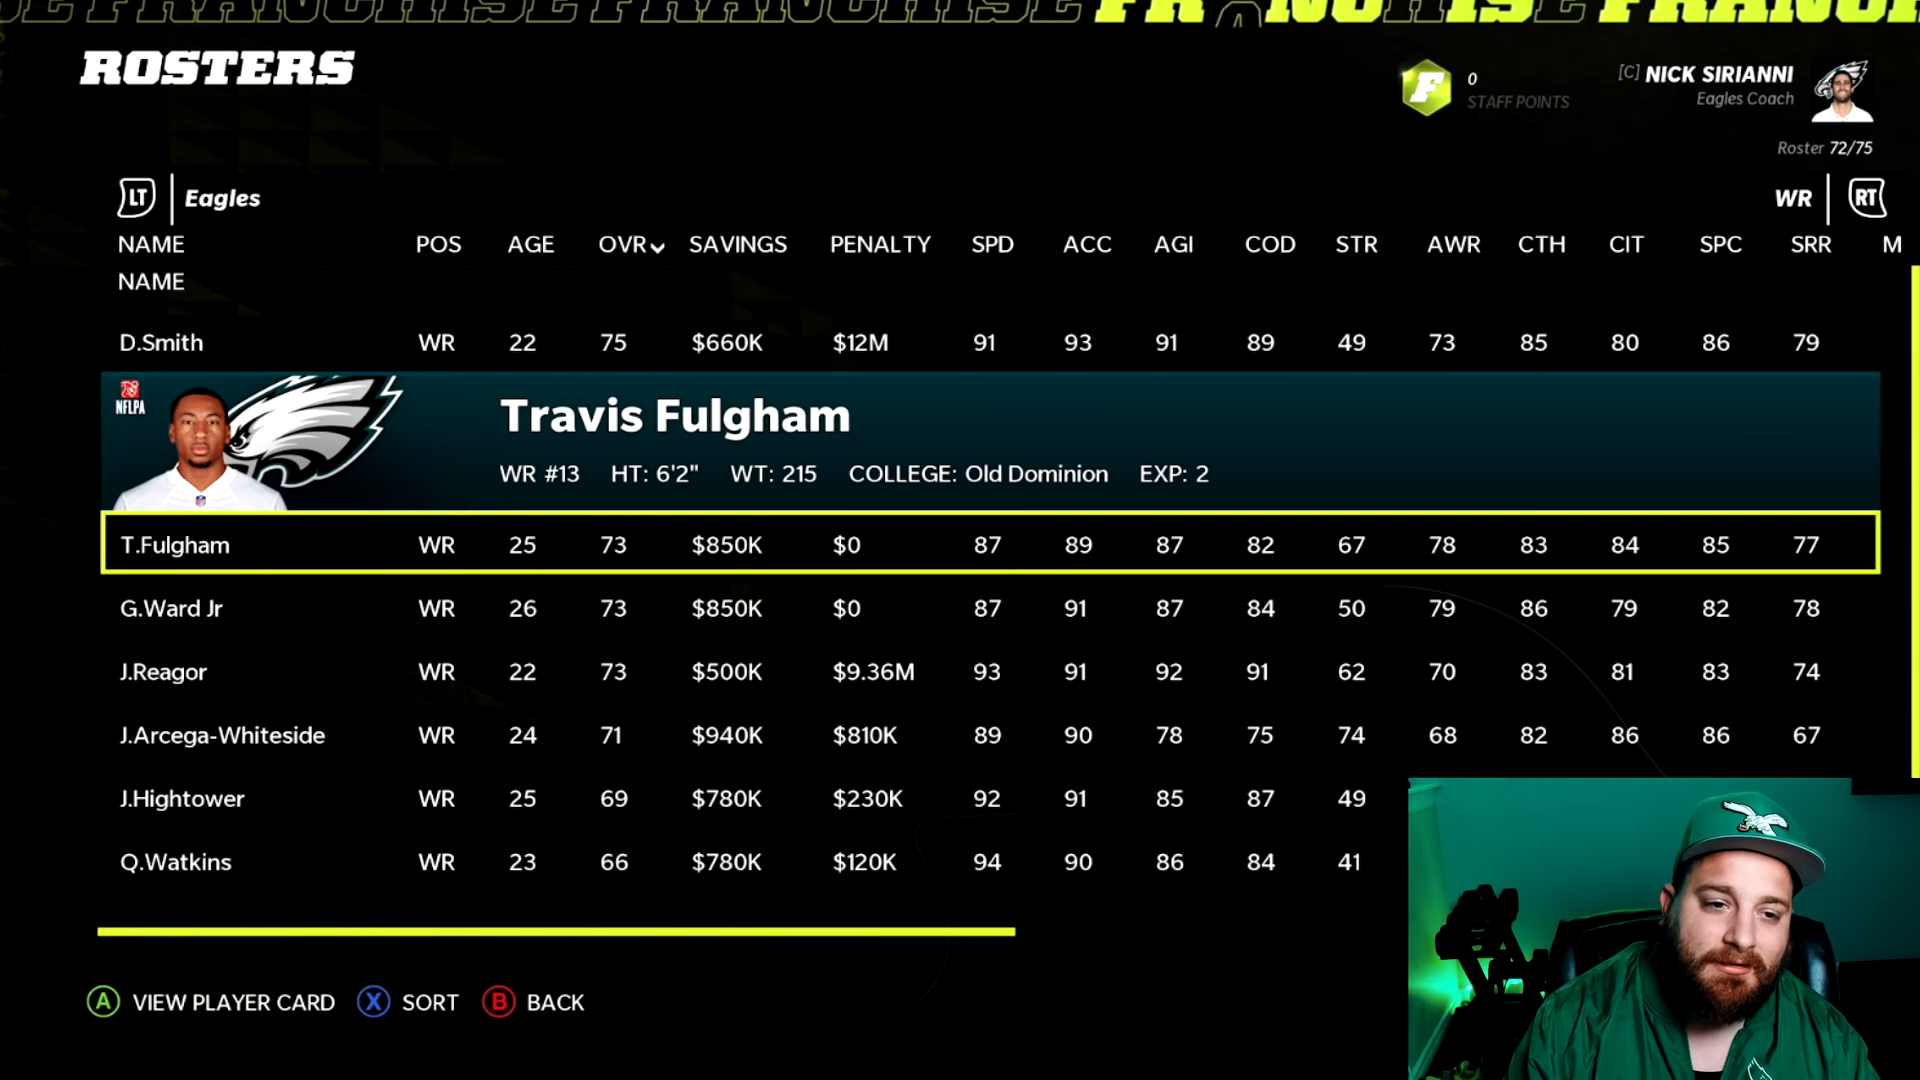 FRANCHISE FRANCHISE FRANCHISE
ROSTERS
F 0 STAFF POINTS
[C] NICK SIRIANNI
Eagles Coach
Roster 72/75
LT Eagles WR RT
NAME POS AGE OVR SAVINGS PENALTY SPD ACC AGI COD STR AWR CTH CIT SPC SRR M
NAME
D.Smith WR 22 75 $660K $12M 91 93 91 89 49 73 85 80 86 79
NFLPA
Travis Fulgham
WR #13 HT: 6'2" WT: 215 COLLEGE: Old Dominion EXP: 2
T.Fulgham WR 25 73 $850K $0 87 89 87 82 67 78 83 84 85 77
G.Ward Jr WR 26 73 $850K $0 87 91 87 84 50 79 86 79 82 78
J.Reagor WR 22 73 $500K $9.36M 93 91 92 91 62 70 83 81 83 74
J.Arcega-Whiteside WR 24 71 $940K $810K 89 90 78 75 74 68 82 86 86 67
J.Hightower WR 25 69 $780K $230K 92 91 85 87 49
Q.Watkins WR 23 66 $780K $120K 94 90 86 84 41
A VIEW PLAYER CARD X SORT B BACK